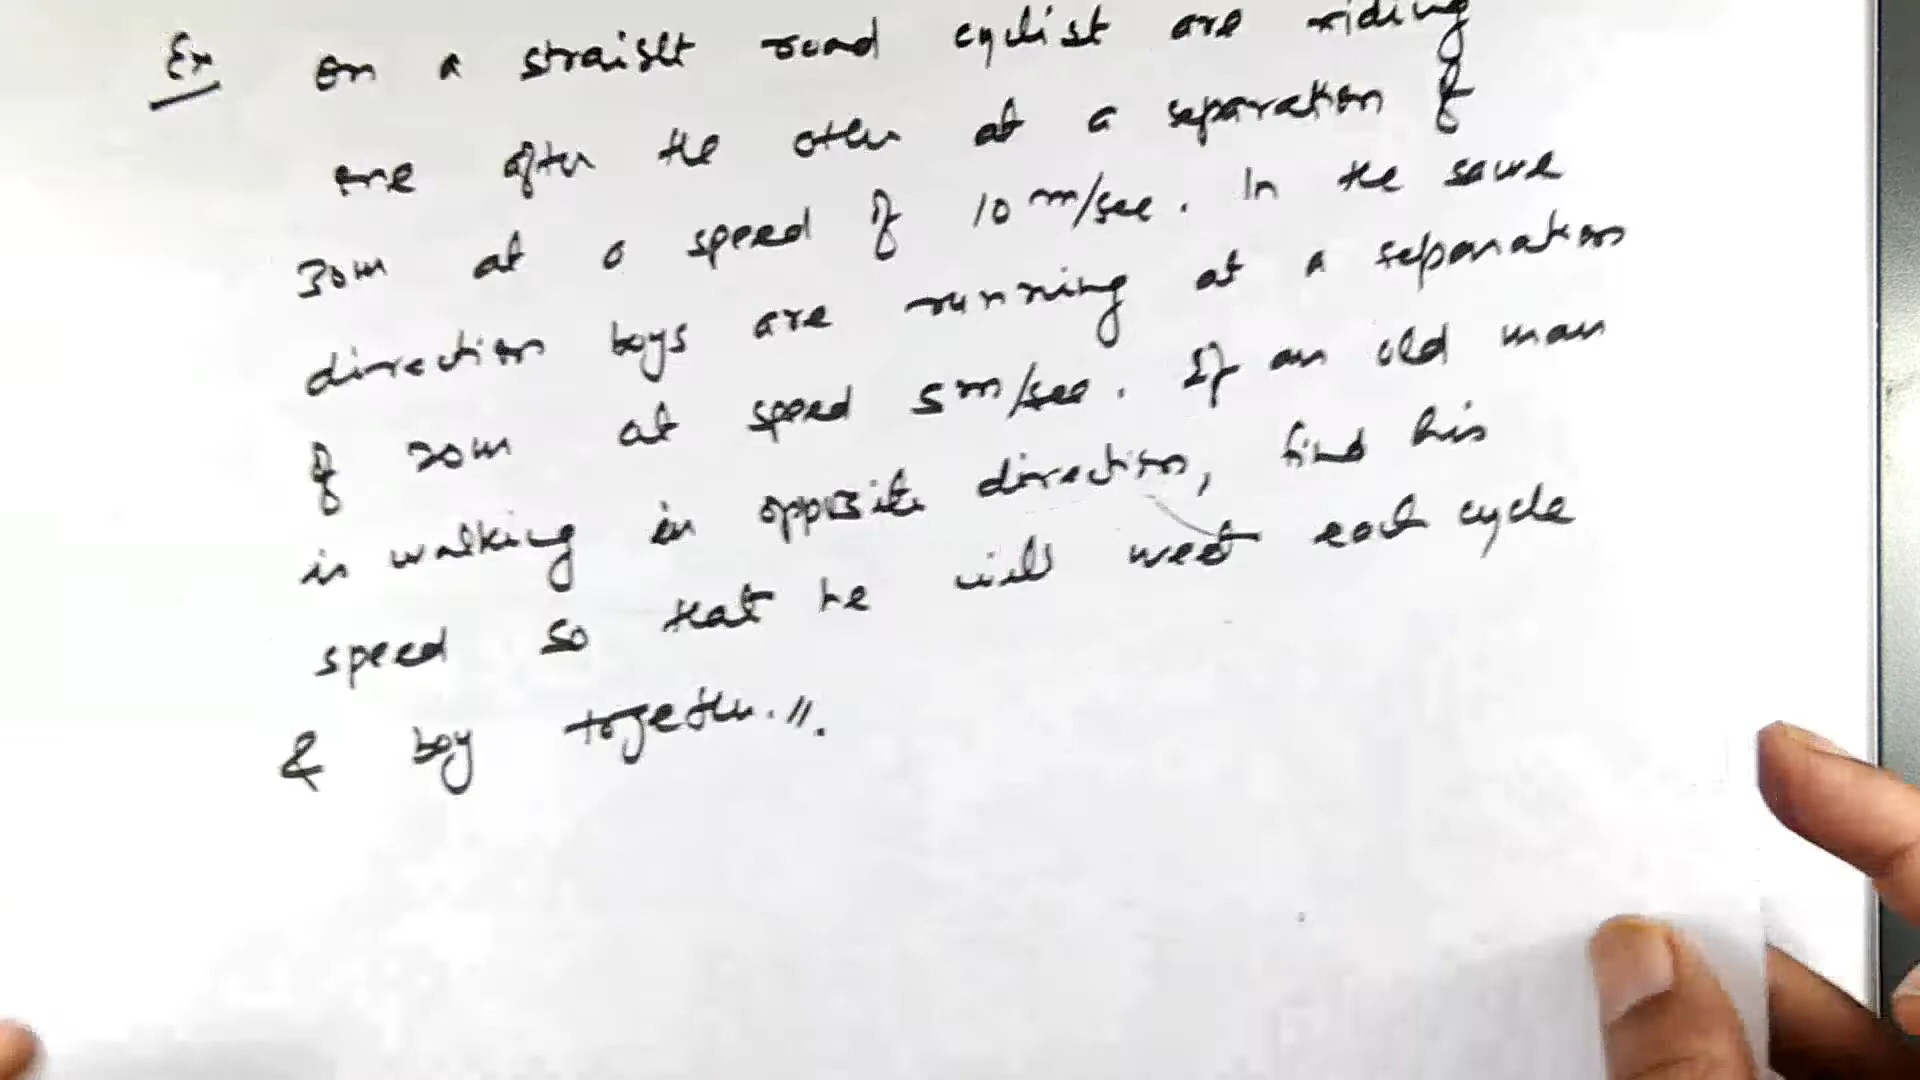 Ex on a straight road cyclist are riding
one after the other at a separation of
30m at a speed of 10 m/sec. In the same
direction boys are running at a separation
of 20m at speed 5m/sec. If an old man
is walking in opposite direction, find his
speed so that he will meet each cycle
& boy together.//.